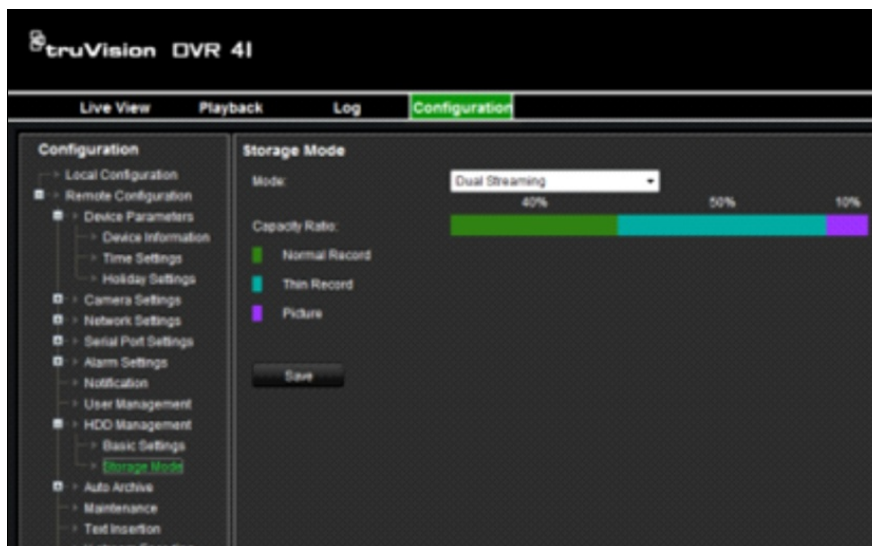 truVision DVR 41
Live View Playback Log Configuration
Configuration
Local Configuration
Remote Configuration
Device Parameters
Device Information
Time Settings
Holiday Settings
Camera Settings
Network Settings
Serial Port Settings
Alarm Settings
Notification
User Management
HDD Management
Basic Settings
Storage Mode
Auto Archive
Maintenance
Text Insertion
Storage Mode
Mode: Dual Streaming
40% 50% 10%
Capacity Ratio:
Normal Record
Thin Record
Picture
Save